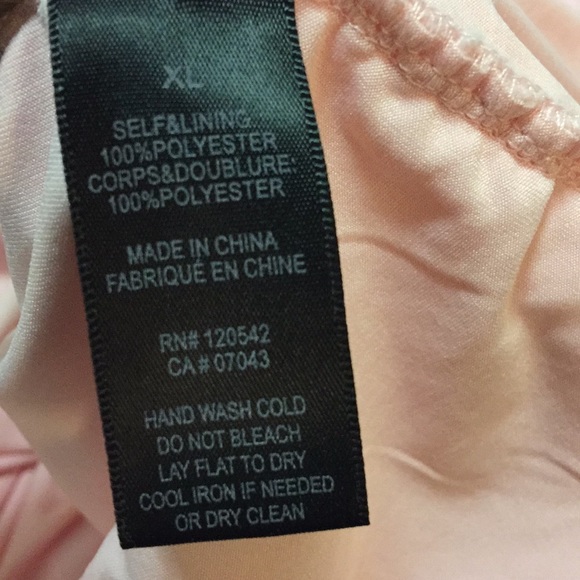 XL
SELF&LINING
100%POLYESTER
CORPS&DOUBLURE:
100%POLYESTER
MADE IN CHINA
FABRIQUÉ EN CHINE
RN# 120542
CA # 07043
HAND WASH COLD
DO NOT BLEACH
LAY FLAT TO DRY
COOL IRON IF NEEDED
OR DRY CLEAN